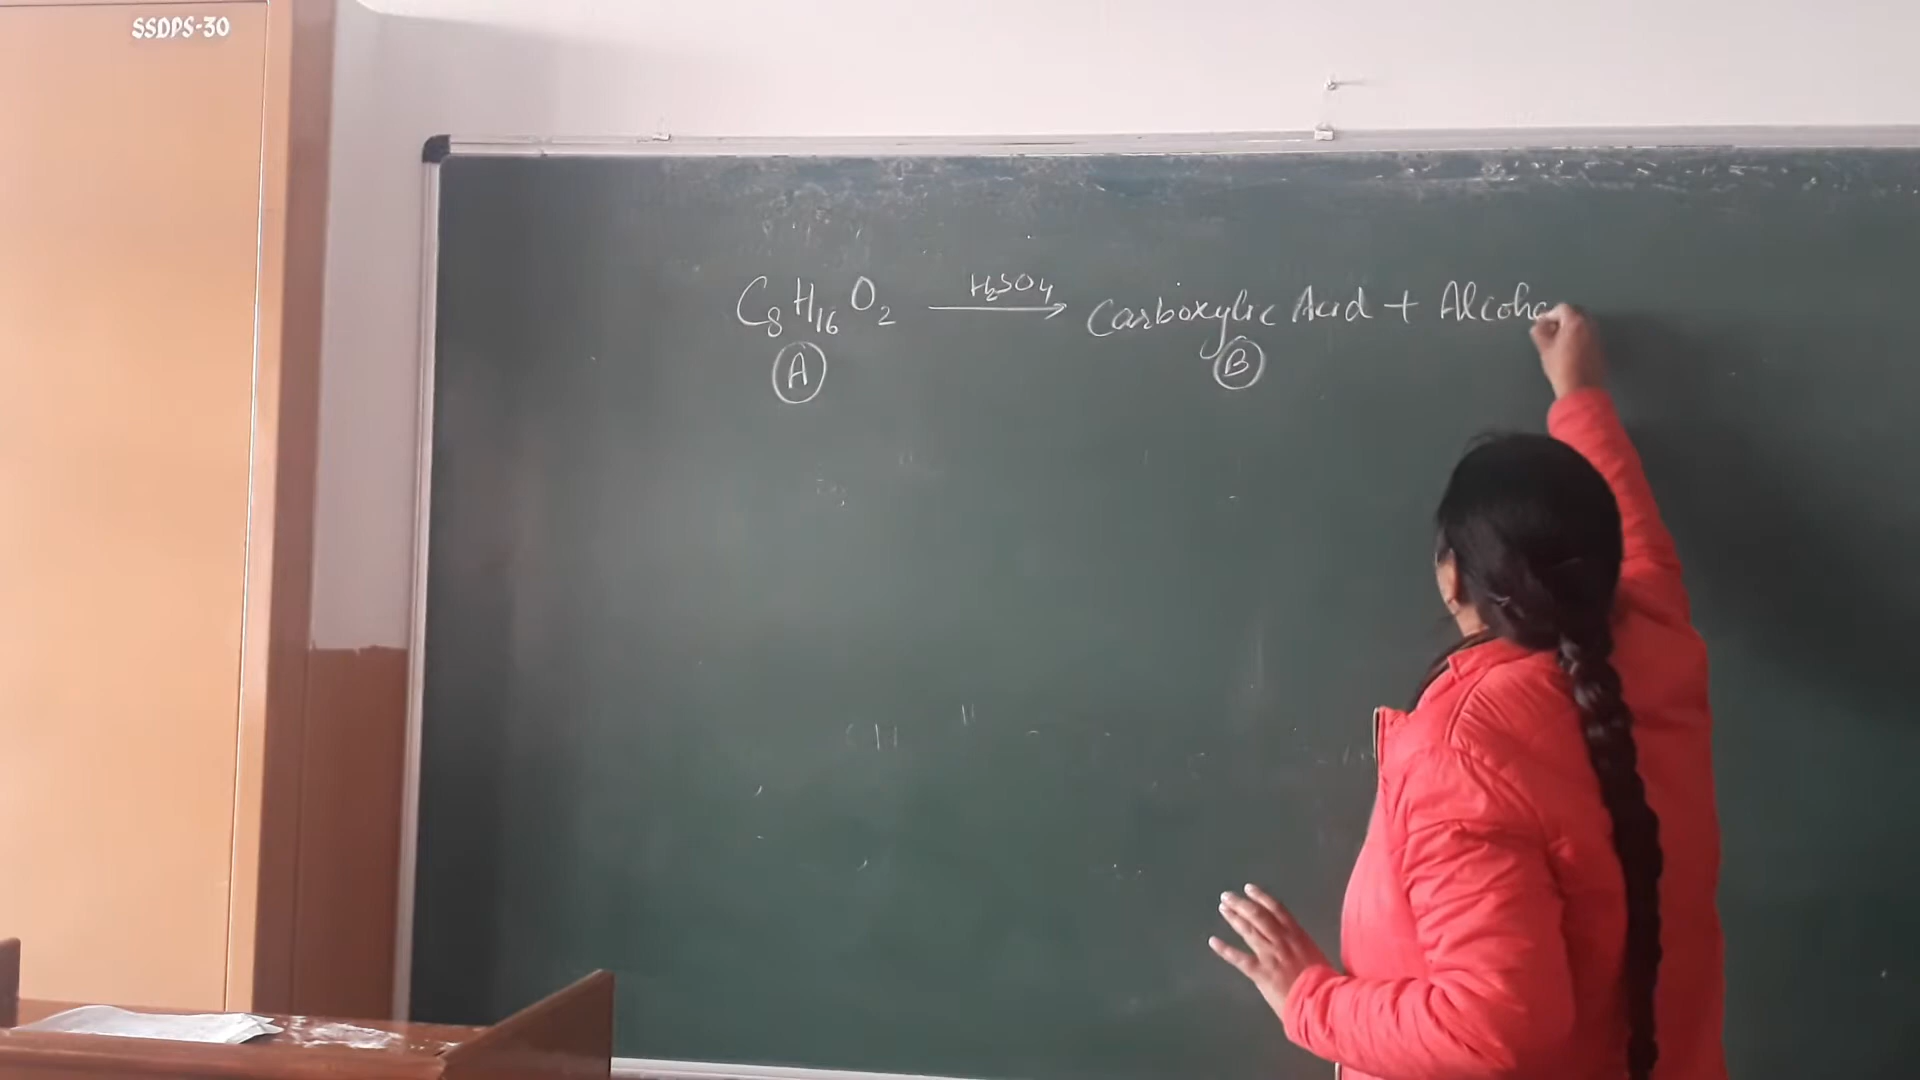 SSDPS-30
C8H16O2 —H2SO4→ Carboxylic Acid + Alcoho
(A) (B)